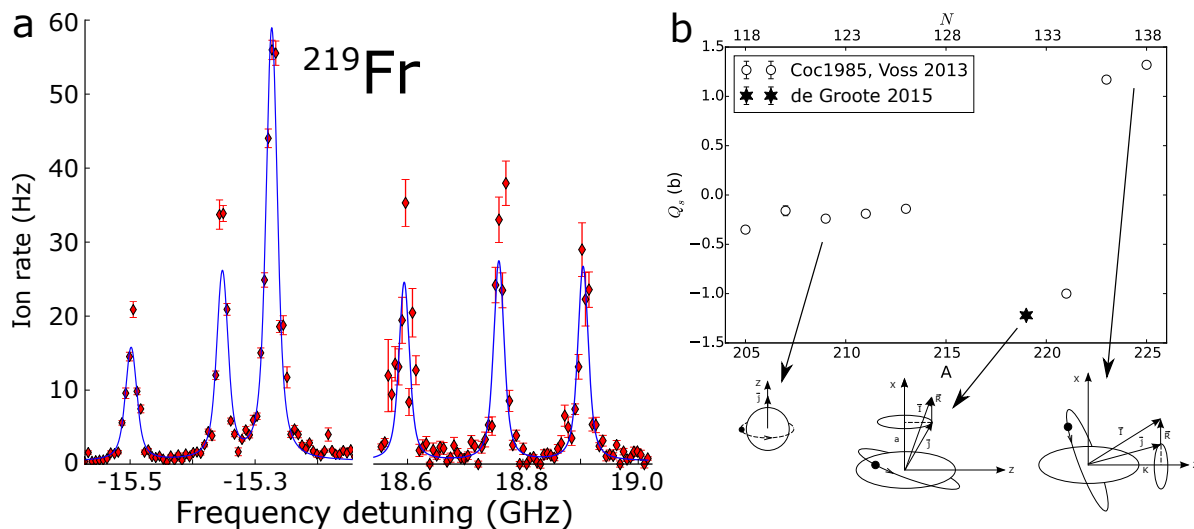 a
60
50
40
30
20
10
0
Ion rate (Hz)
219Fr
-15.5
-15.3
18.6
18.8
19.0
Frequency detuning (GHz)
b
N
118
123
128
133
138
1.5
1.0
0.5
0.0
−0.5
−1.0
−1.5
Qs (b)
Coc1985, Voss 2013
de Groote 2015
205
210
215
220
225
A
z
J
x
R
I
a
J
z
x
I
R
J
K
z